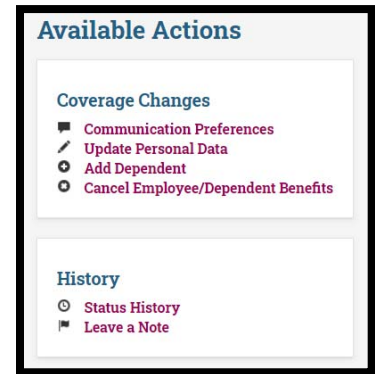 Available Actions
Coverage Changes
Communication Preferences
Update Personal Data
Add Dependent
Cancel Employee/Dependent Benefits
History
Status History
Leave a Note